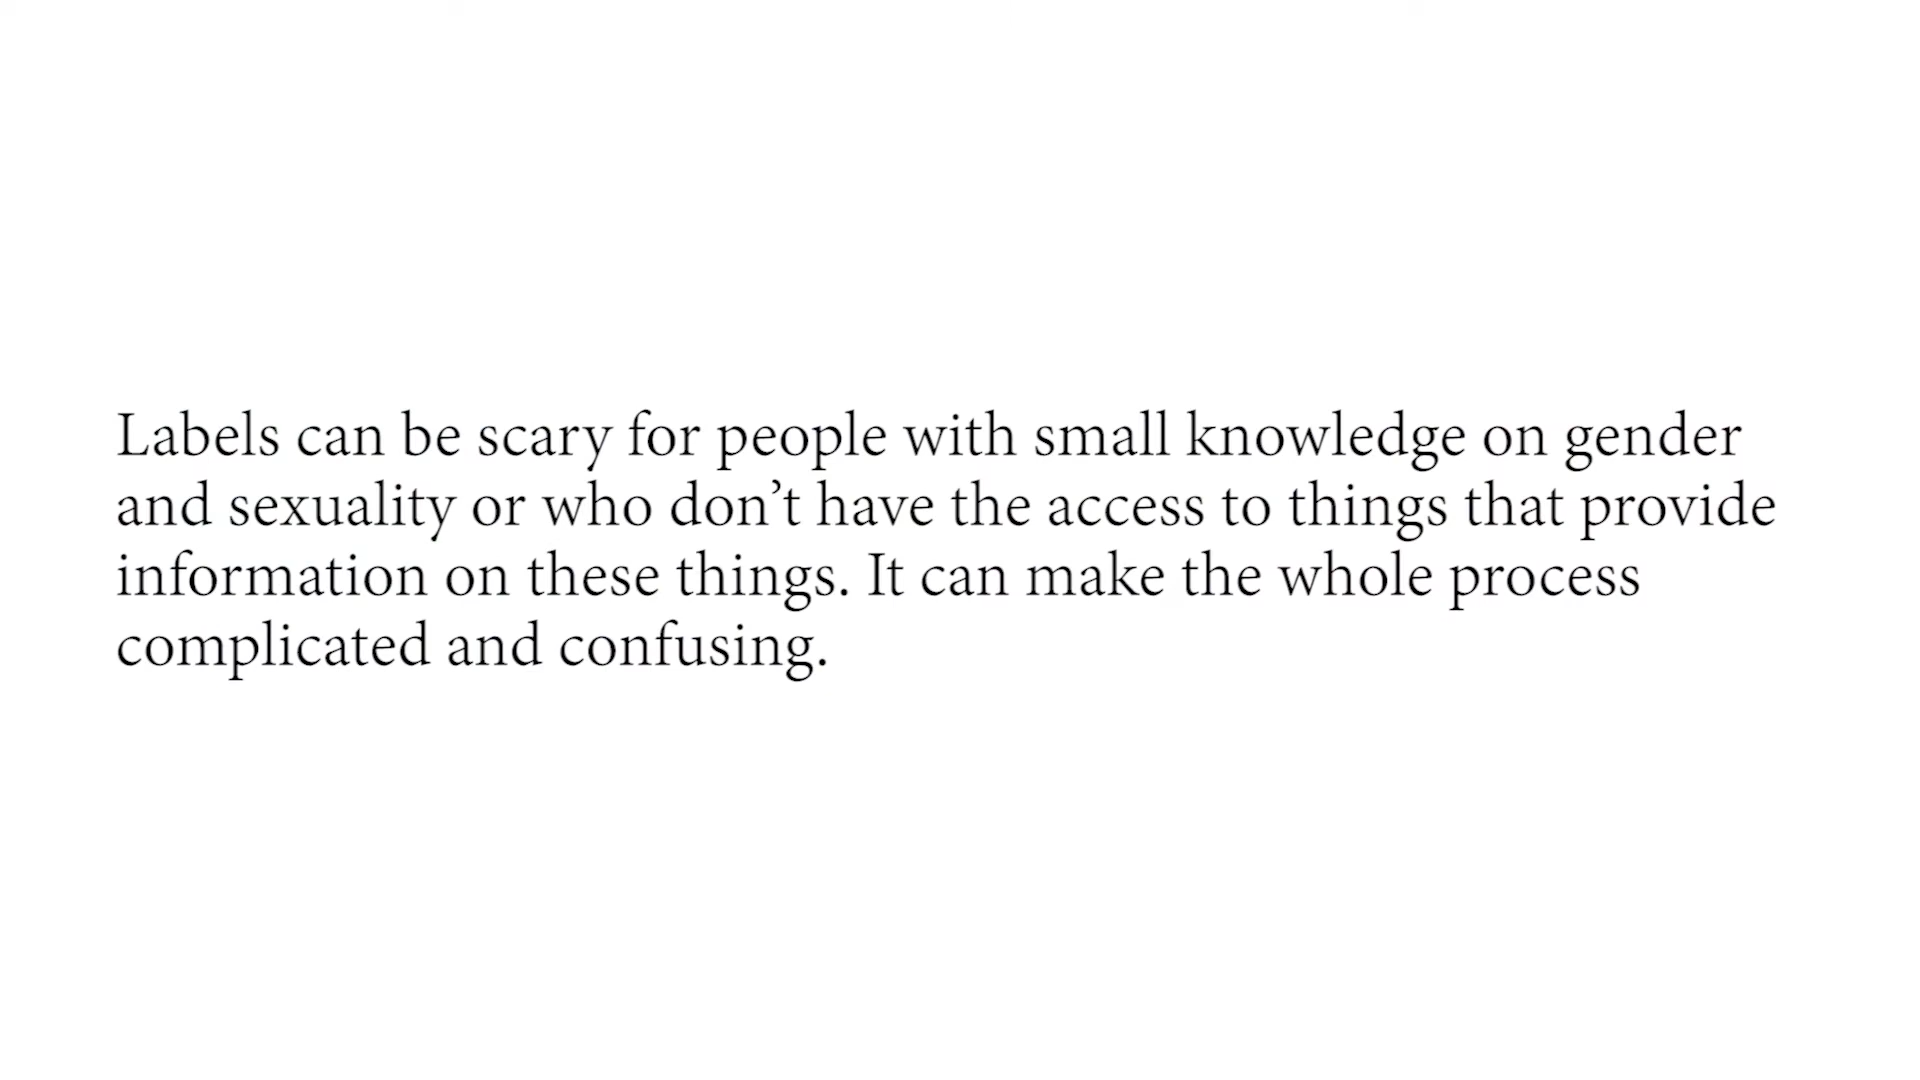 Labels can be scary for people with small knowledge on gender
and sexuality or who don’t have the access to things that provide
information on these things. It can make the whole process
complicated and confusing.